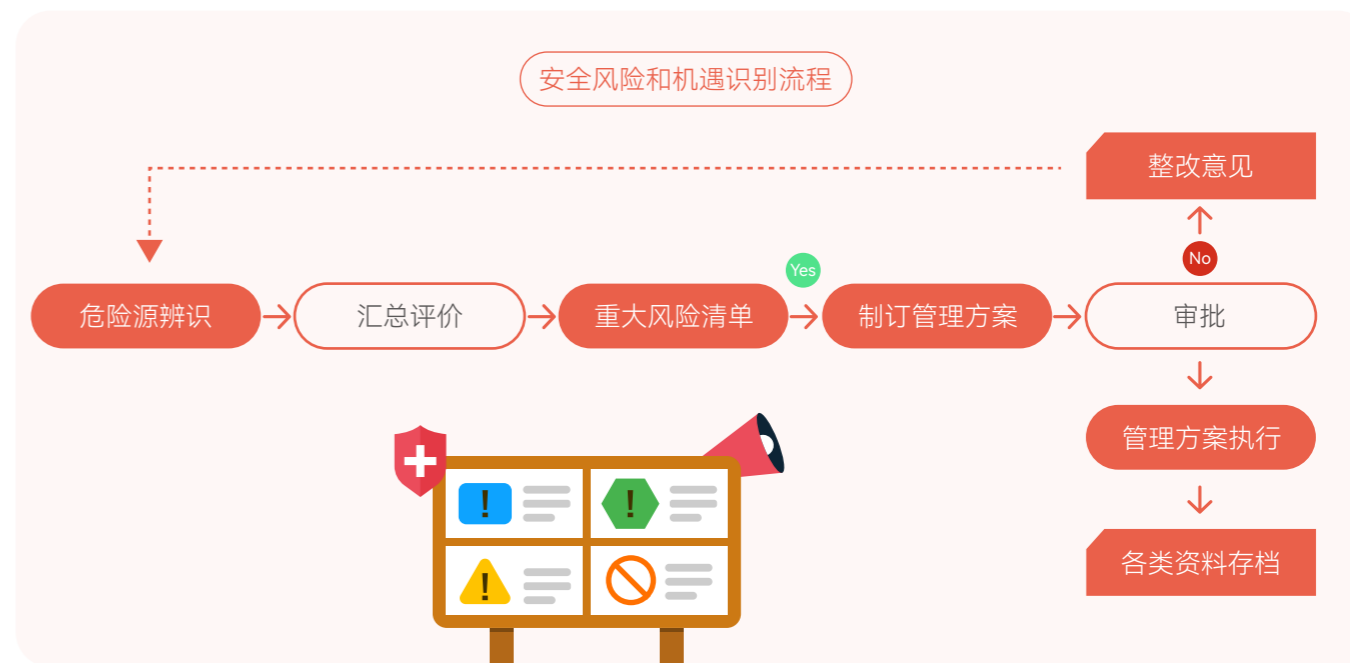 安全风险和机遇识别流程
整改意见
No
Yes
危险源辨识
汇总评价
重大风险清单
制订管理方案
审批
管理方案执行
各类资料存档